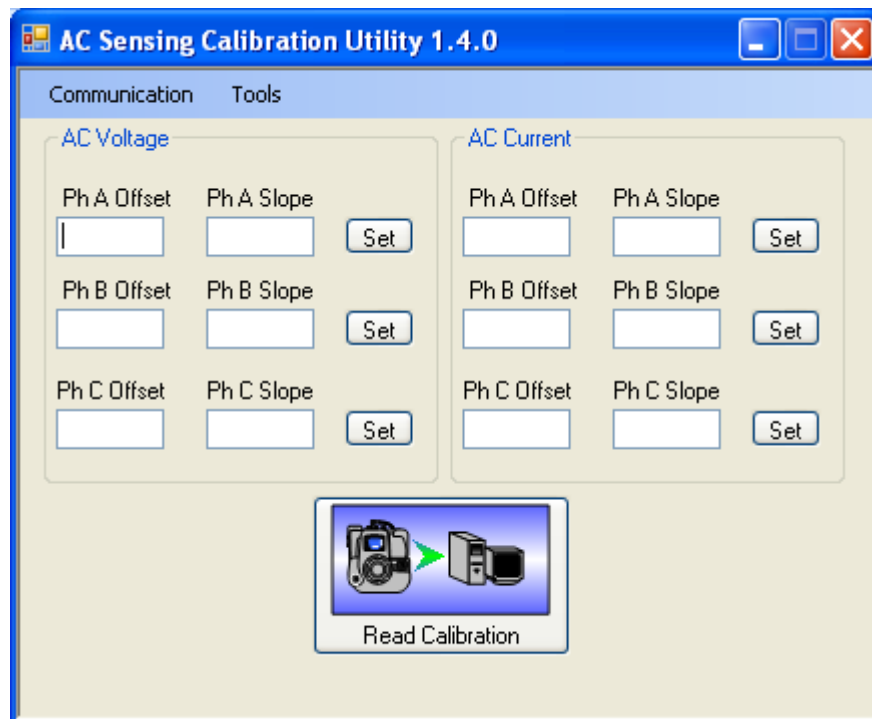 AC Sensing Calibration Utility 1.4.0
Communication Tools
AC Voltage
Ph A Offset Ph A Slope
Set
Ph B Offset Ph B Slope
Set
Ph C Offset Ph C Slope
Set
AC Current
Ph A Offset Ph A Slope
Set
Ph B Offset Ph B Slope
Set
Ph C Offset Ph C Slope
Set
Read Calibration